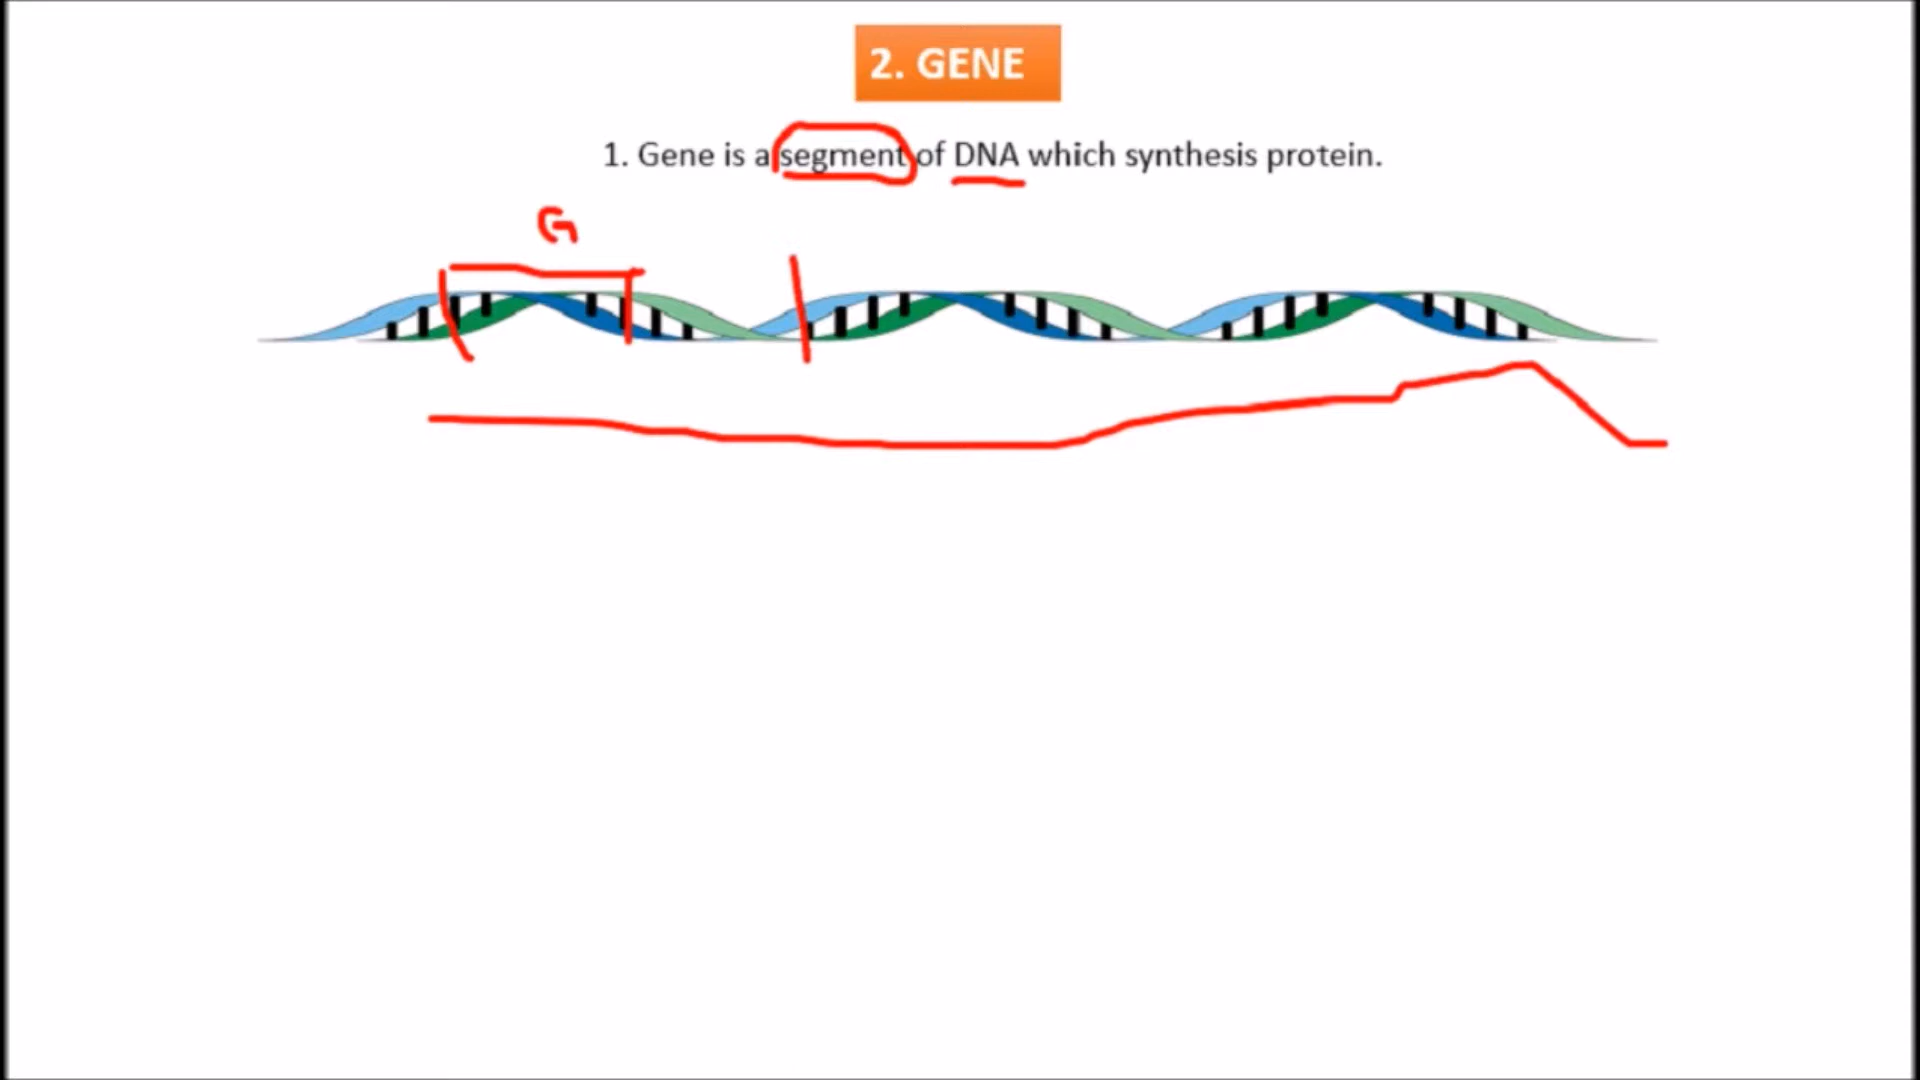 2. GENE
1. Gene is a segment of DNA which synthesis protein.
G